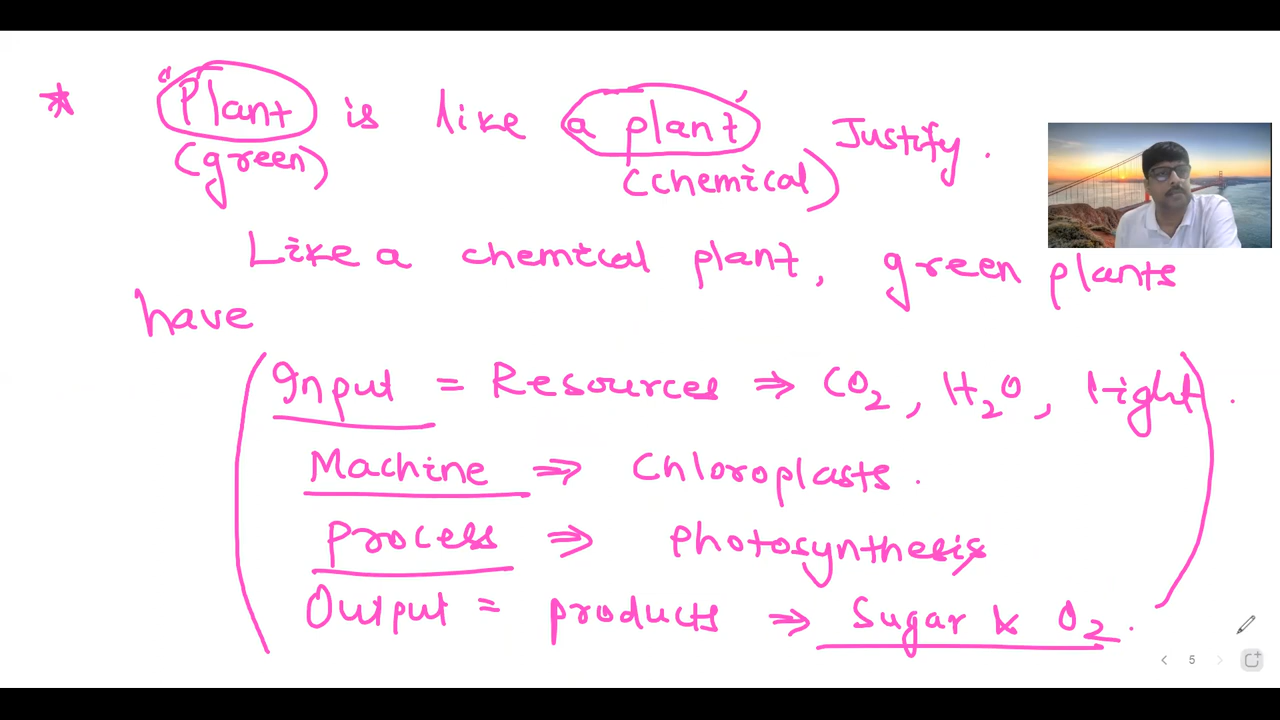 * "Plant is like a plant" Justify.
(green) (chemical)
Like a chemical plant, green plants
have
Input = Resources ⇒ CO₂, H₂O, light.
Machine ⇒ Chloroplasts.
process ⇒ photosynthesis
Output = products ⇒ Sugar & O₂.
< 5 >